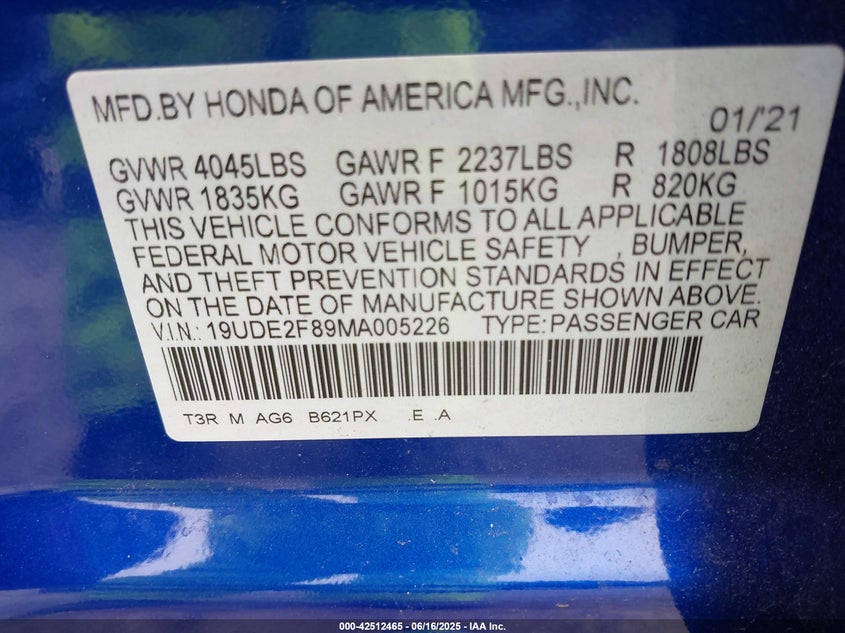 MFD.BY HONDA OF AMERICA MFG.,INC.
01/'21
GVWR 4045LBS GAWR F 2237LBS R 1808LBS
GVWR 1835KG GAWR F 1015KG R 820KG
THIS VEHICLE CONFORMS TO ALL APPLICABLE
FEDERAL MOTOR VEHICLE SAFETY , BUMPER,
AND THEFT PREVENTION STANDARDS IN EFFECT
ON THE DATE OF MANUFACTURE SHOWN ABOVE.
V.I.N.: 19UDE2F89MA005226 TYPE:PASSENGER CAR
T3R M AG6 B621PX .E .A
000-42512465 | 06/16/2025 | IAA Inc.